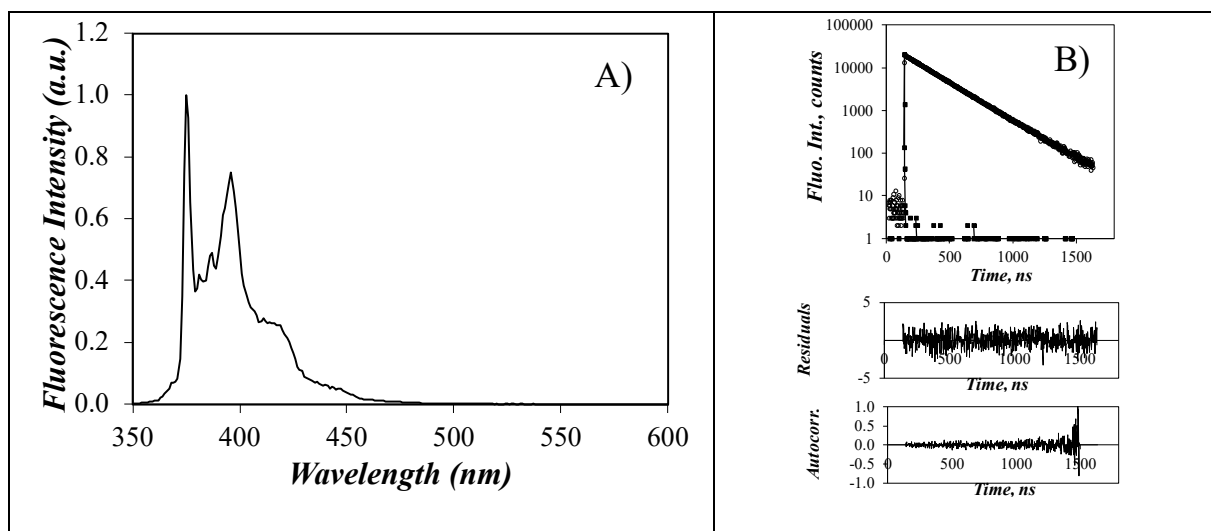 A)
Fluorescence Intensity (a.u.)
1.2
1.0
0.8
0.6
0.4
0.2
0.0
350 400 450 500 550 600
Wavelength (nm)
B)
Fluo. Int., counts
100000
10000
1000
100
10
1
0 500 1000 1500
Time, ns
Residuals
5
0
-5
0 500 1000 1500
Time, ns
Autocorr.
1.0
0.5
0.0
-0.5
-1.0
0 500 1000 1500
Time, ns